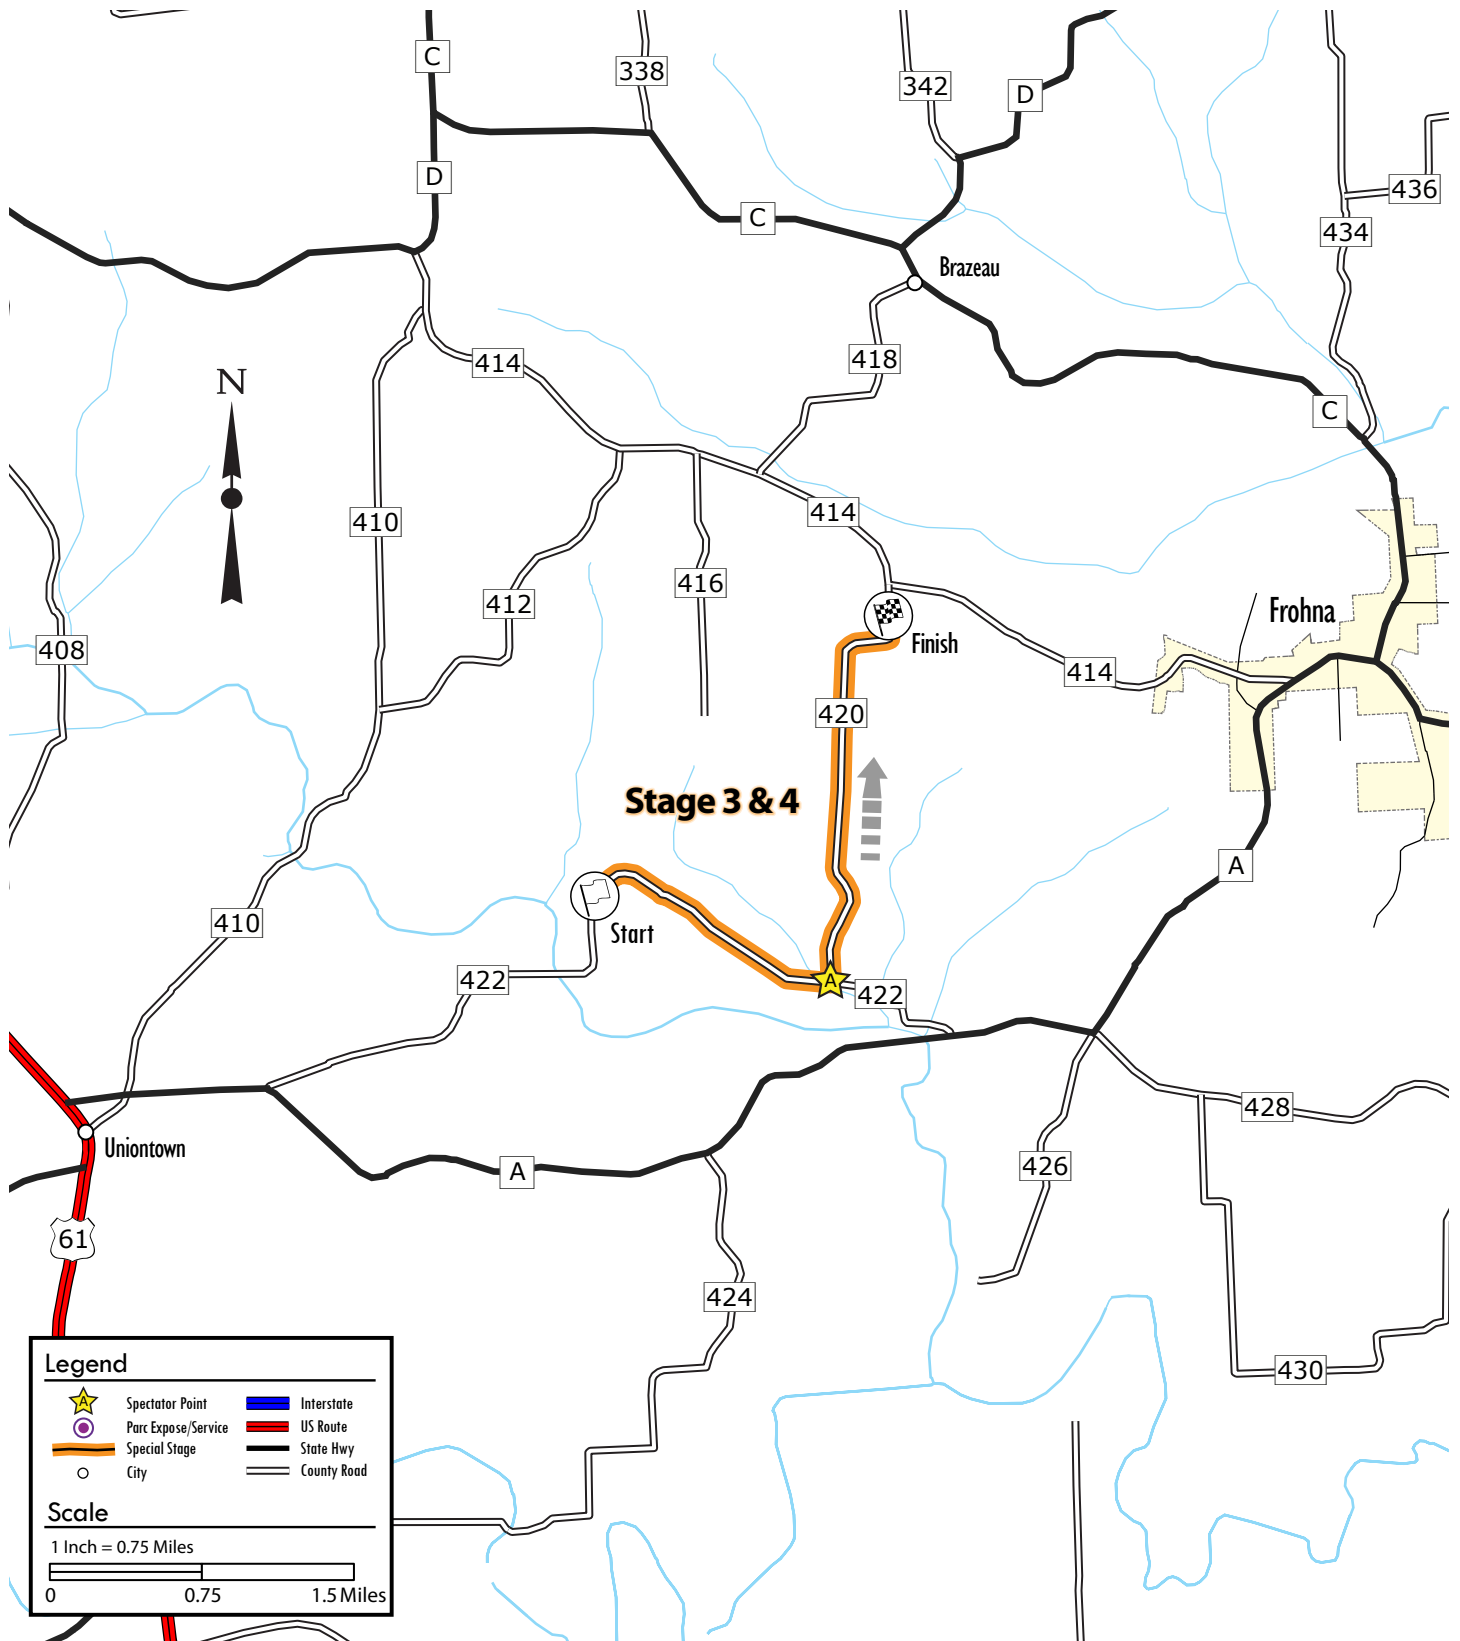 C
338
342
D
D
436
C
434
Brazeau
N
414
418
C
410
414
416
412
Frohna
408
Finish
414
420
Stage 3 & 4
A
410
Start
422
A
422
428
Uniontown
426
A
61
424
430
Legend
A Spectator Point Interstate
Parc Expose/Service US Route
Special Stage State Hwy
City County Road
Scale
1 Inch = 0.75 Miles
0 0.75 1.5 Miles